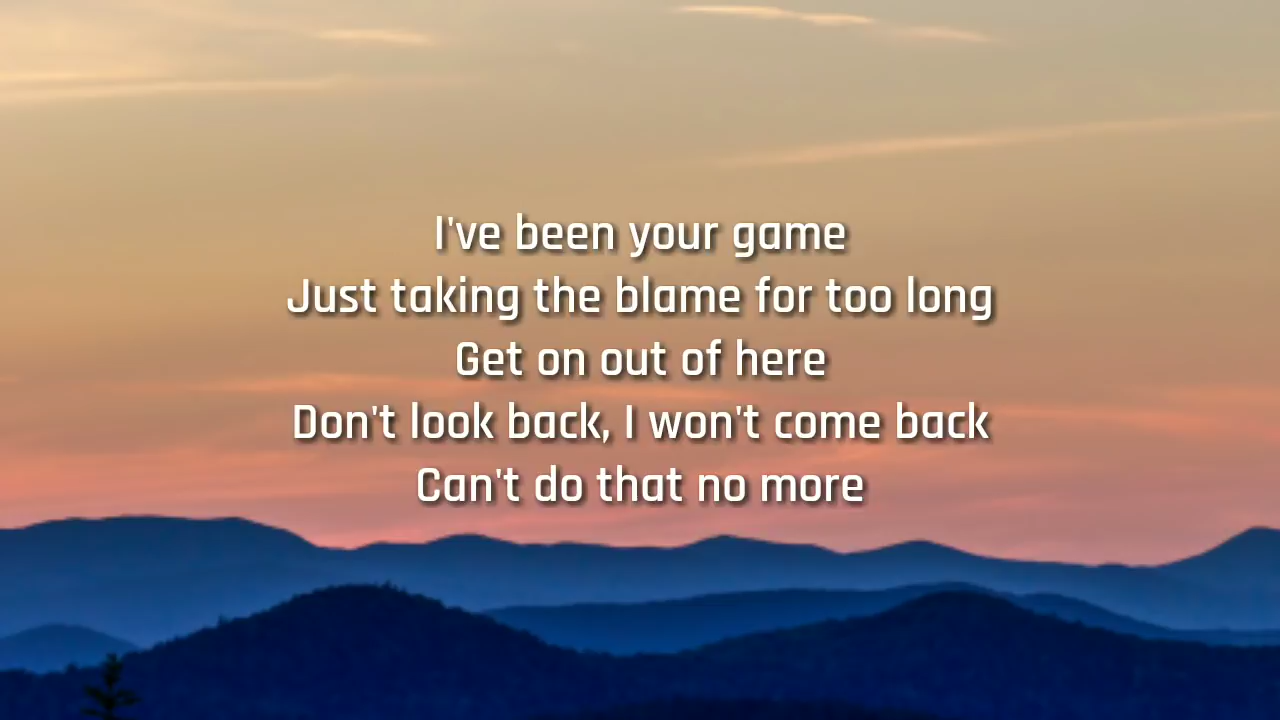 I've been your game
Just taking the blame for too long
Get on out of here
Don't look back, I won't come back
Can't do that no more